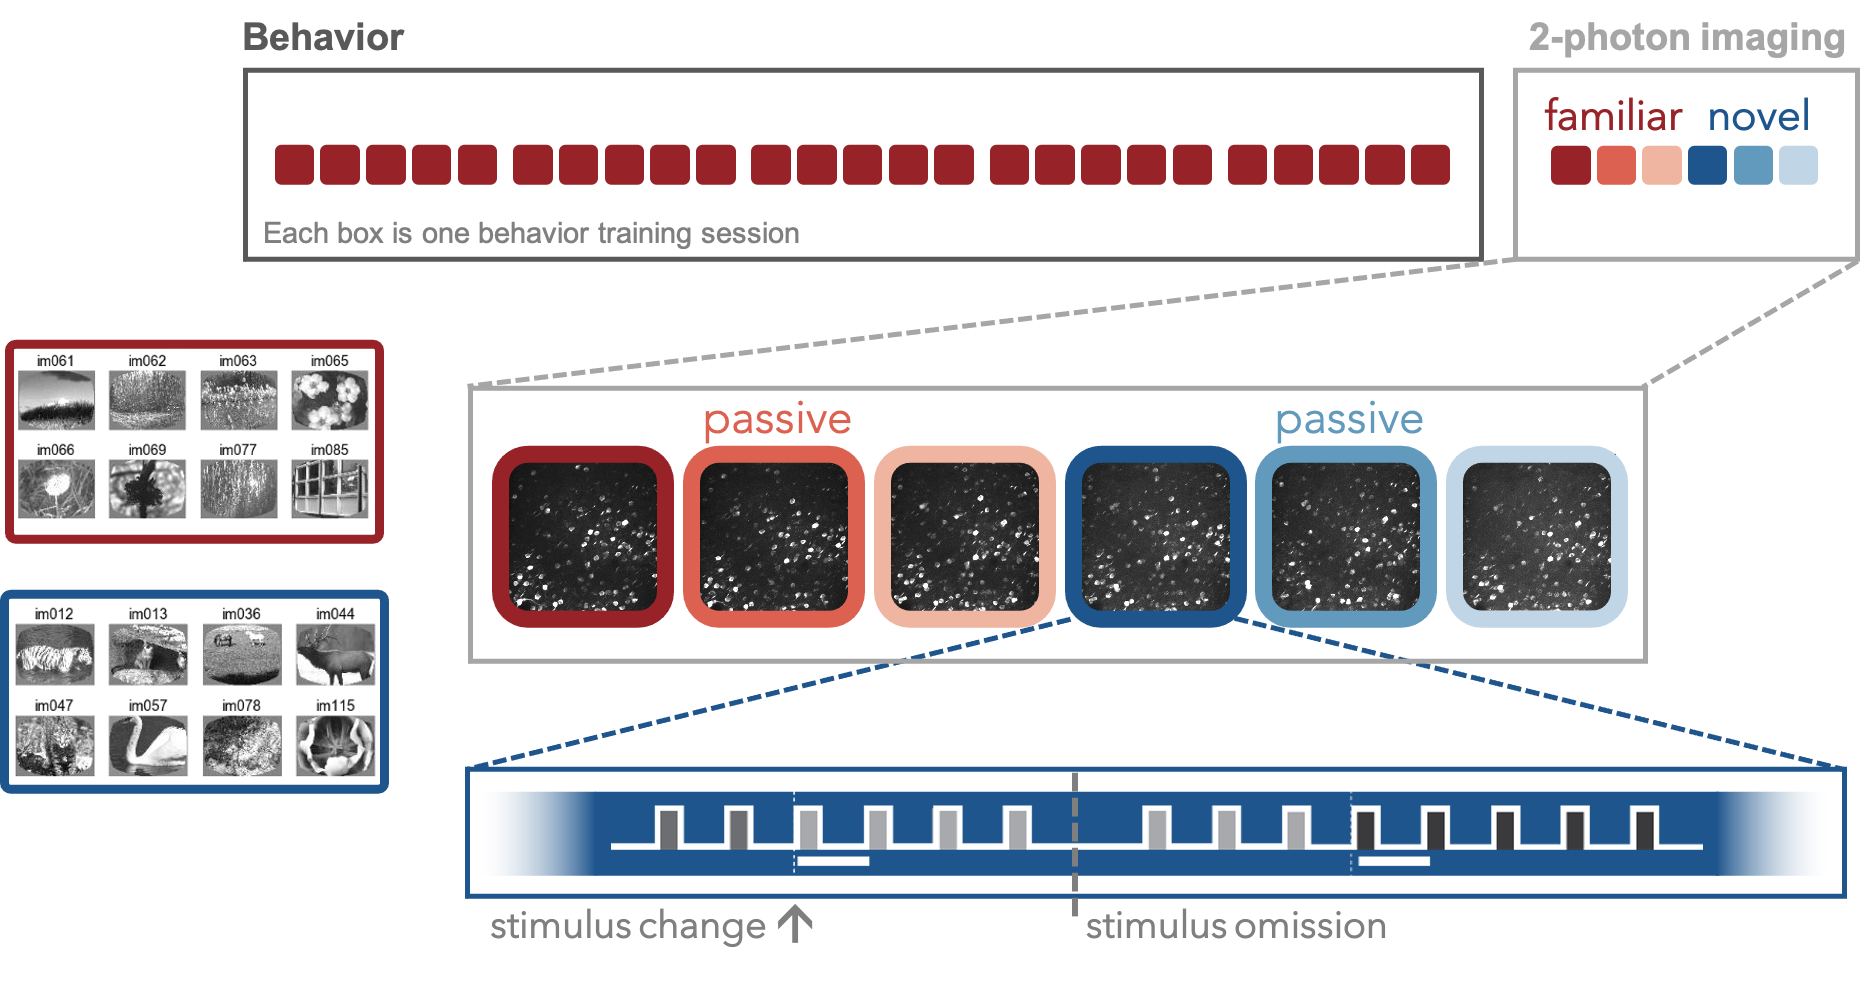 Behavior
2-photon imaging
familiar novel
Each box is one behavior training session
im061 im062 im063 im065
im066 im069 im077 im085
passive passive
im012 im013 im036 im044
im047 im057 im078 im115
stimulus change
stimulus omission